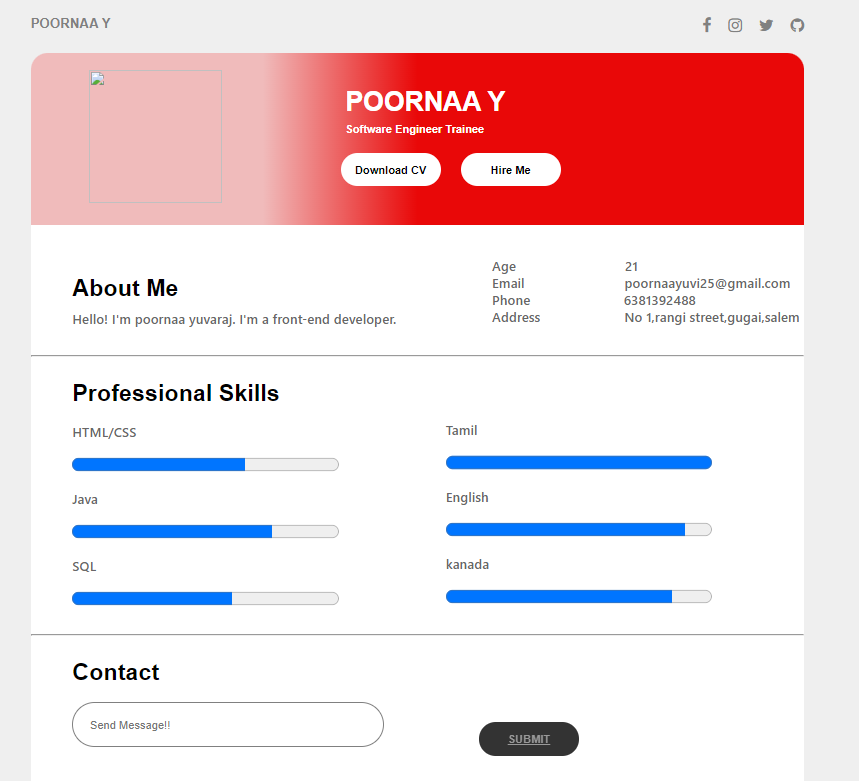 POORNAA Y
POORNAA Y
Software Engineer Trainee
Download CV
Hire Me
About Me
Hello! I'm poornaa yuvaraj. I'm a front-end developer.
Age 21
Email poornaayuvi25@gmail.com
Phone 6381392488
Address No 1,rangi street,gugai,salem
Professional Skills
HTML/CSS
Tamil
Java
English
SQL
kanada
Contact
Send Message!!
SUBMIT